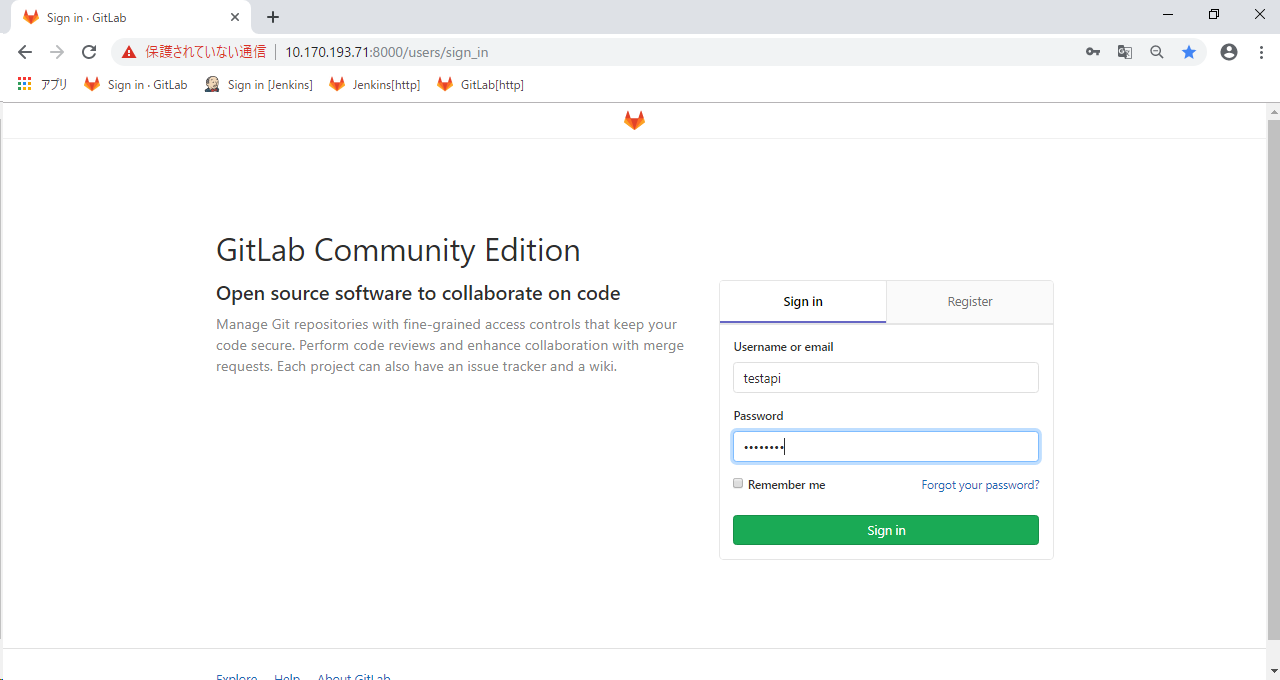 Sign in · GitLab
保護されていない通信 10.170.193.71:8000/users/sign_in
アプリ Sign in · GitLab Sign in [Jenkins] Jenkins[http] GitLab[http]
GitLab Community Edition
Open source software to collaborate on code
Manage Git repositories with fine-grained access controls that keep your
code secure. Perform code reviews and enhance collaboration with merge
requests. Each project can also have an issue tracker and a wiki.
Sign in Register
Username or email
testapi
Password
••••••••
Remember me Forgot your password?
Sign in
Explore Help About GitLab